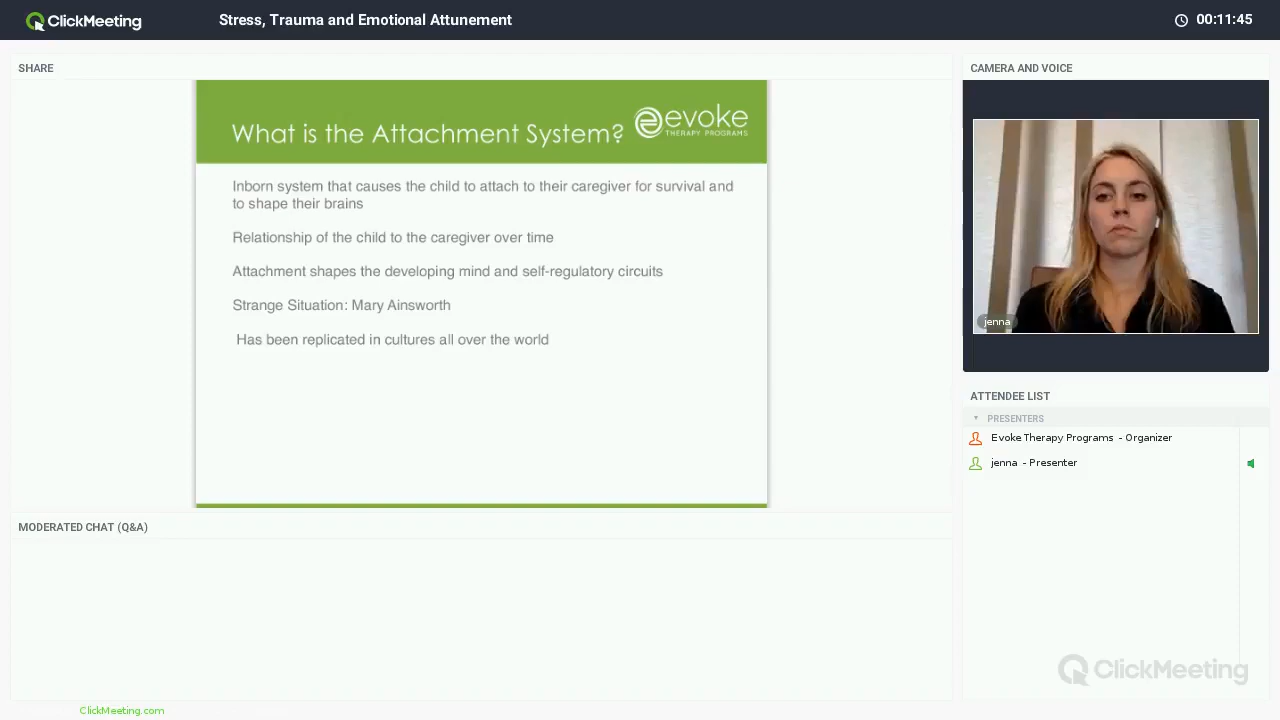 ClickMeeting
Stress, Trauma and Emotional Attunement
00:11:45
SHARE
What is the Attachment System?
evoke
THERAPY PROGRAMS
Inborn system that causes the child to attach to their caregiver for survival and
to shape their brains
Relationship of the child to the caregiver over time
Attachment shapes the developing mind and self-regulatory circuits
Strange Situation: Mary Ainsworth
Has been replicated in cultures all over the world
MODERATED CHAT (Q&A)
CAMERA AND VOICE
jenna
ATTENDEE LIST
PRESENTERS
Evoke Therapy Programs - Organizer
jenna - Presenter
ClickMeeting
ClickMeeting.com